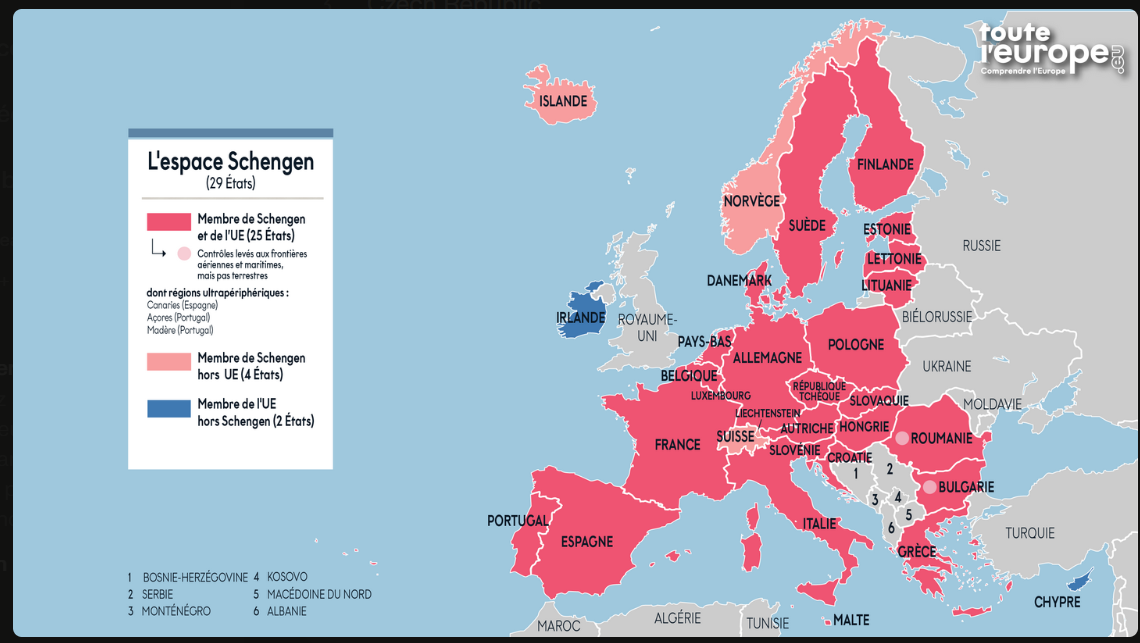 Czech Republic
toute
l'europe.eu
Comprendre l'Europe
L'espace Schengen
(29 États)
Membre de Schengen
et de l'UE (25 États)
Contrôles levés aux frontières
aériennes et maritimes,
mais pas terrestres
dont régions ultrapériphériques :
Canaries (Espagne)
Açores (Portugal)
Madère (Portugal)
Membre de Schengen
hors UE (4 États)
Membre de l'UE
hors Schengen (2 États)
ISLANDE
FINLANDE
NORVÈGE
SUÈDE
ESTONIE
RUSSIE
LETTONIE
DANEMARK
LITUANIE
IRLANDE
ROYAUME-
UNI
BIÉLORUSSIE
PAYS-BAS
POLOGNE
ALLEMAGNE
UKRAINE
BELGIQUE
RÉPUBLIQUE
TCHÈQUE
LUXEMBOURG
SLOVAQUIE
MOLDAVIE
LIECHTENSTEIN
AUTRICHE
HONGRIE
SUISSE
ROUMANIE
FRANCE
SLOVÉNIE
CROATIE
1
2
BULGARIE
3
4
5
6
PORTUGAL
ITALIE
ESPAGNE
TURQUIE
GRÈCE
CHYPRE
MALTE
MAROC
ALGÉRIE
TUNISIE
1 BOSNIE-HERZÉGOVINE 4 KOSOVO
2 SERBIE 5 MACÉDOINE DU NORD
3 MONTÉNÉGRO 6 ALBANIE